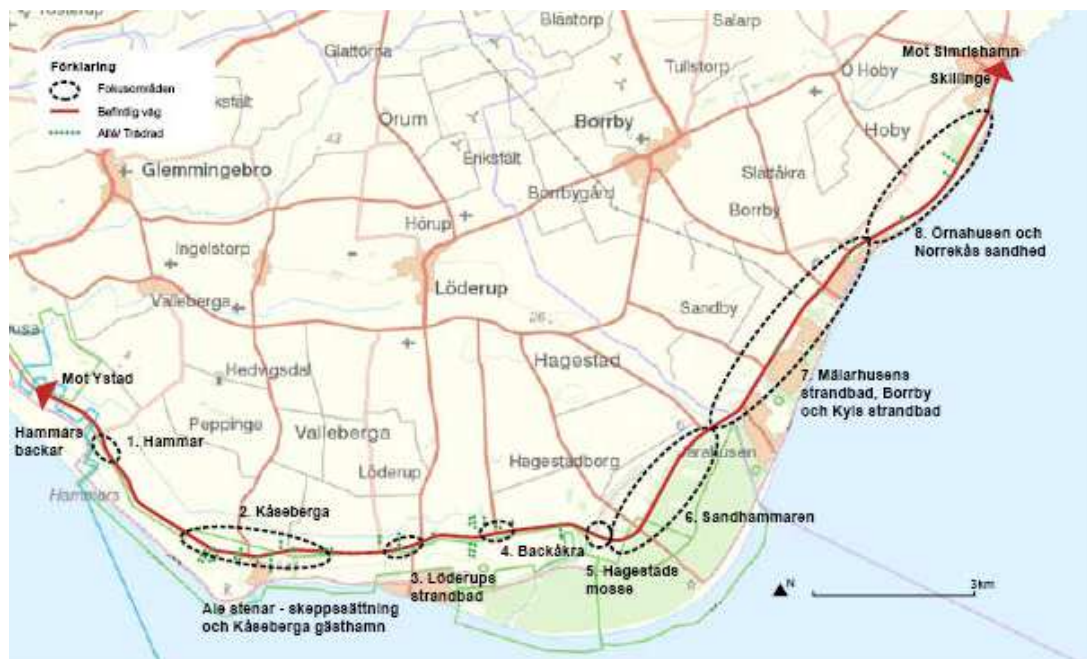 Blästorp
Salarp
Glattorna
Tullstorp
Ö Hoby
Mot Simrishamn
Skillinge
Förklaring
Fokusområden
Befintlig väg
Allé/ Trädrad
43
Örum
Borrby
Hoby
Glemmingebro
Eriksfält
Slättåkra
Borrbygård
Borrby
Hörup
Ingelstorp
8. Örnahusen och
Norrekås sandhed
Löderup
Valleberga
Sandby
26
Hagestad
Mot Ystad
Hedvigsdal
7. Mälarhusens
strandbad, Borrby
och Kyls strandbad
Peppinge
Hammars
backar
1. Hammar
Valleberga
Löderup
Hagestadborg
Hammars
2. Kåseberga
6. Sandhammaren
4. Backåkra
3. Löderups
strandbad
5. Hagestads
mosse
N
3km
Ale stenar - skeppssättning
och Kåseberga gästhamn